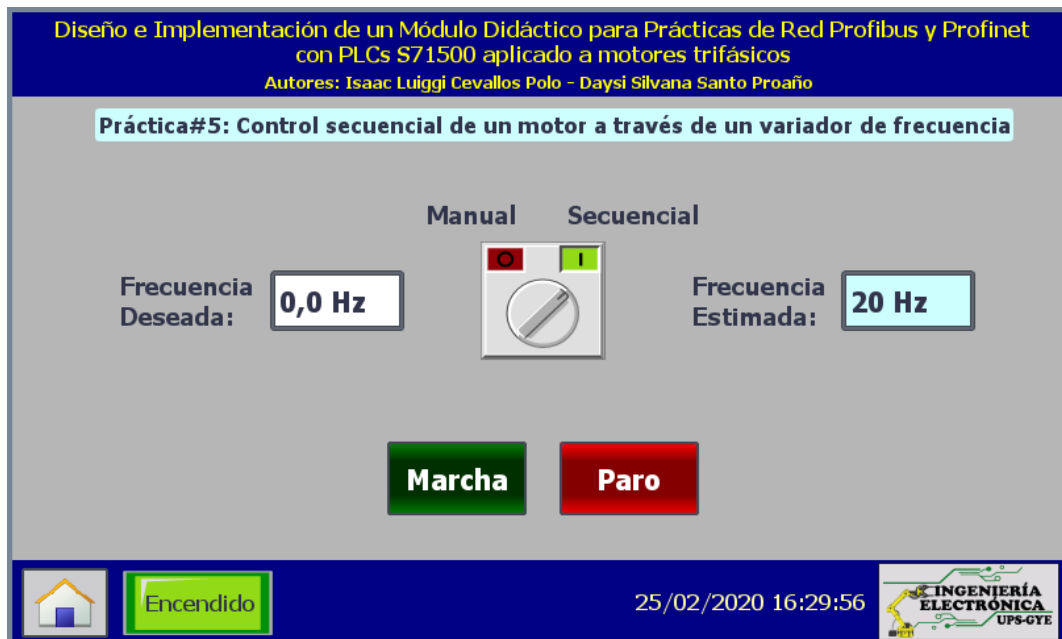 Diseño e Implementación de un Módulo Didáctico para Prácticas de Red Profibus y Profinet
con PLCs S71500 aplicado a motores trifásicos
Autores: Isaac Luiggi Cevallos Polo - Daysi Silvana Santo Proaño
Práctica#5: Control secuencial de un motor a través de un variador de frecuencia
Manual Secuencial
O I
Frecuencia
Deseada:
0,0 Hz
Frecuencia
Estimada:
20 Hz
Marcha Paro
Encendido
25/02/2020 16:29:56
INGENIERÍA
ELECTRÓNICA
UPS-GYE